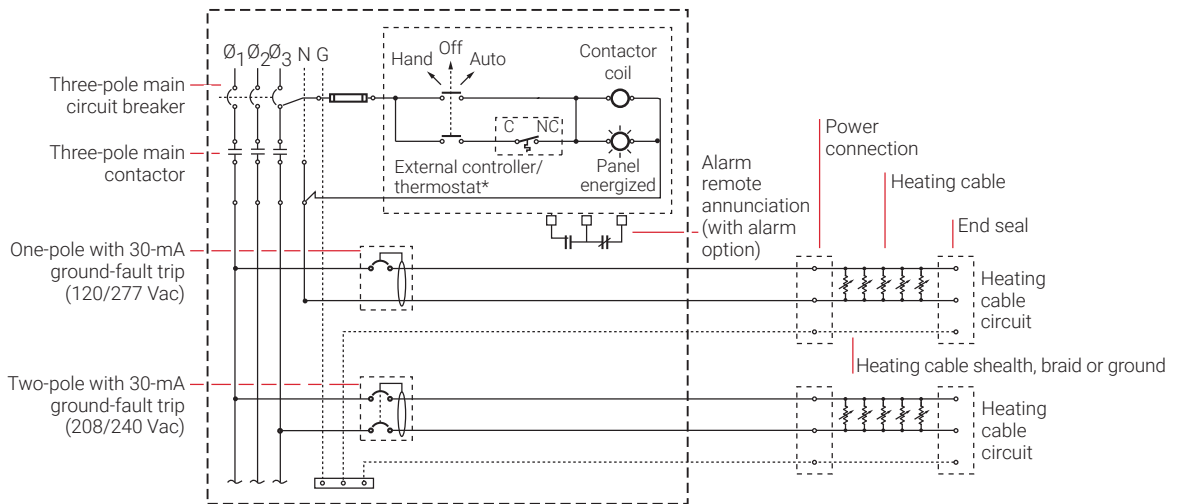 Ø1 Ø2 Ø3 N G
Hand
Off
Auto
Contactor
coil
Three-pole main
circuit breaker
C NC
Power
connection
Three-pole main
contactor
External controller/
thermostat*
Panel
energized
Alarm
remote
annunciation
(with alarm
option)
Heating cable
End seal
One-pole with 30-mA
ground-fault trip
(120/277 Vac)
Heating
cable
circuit
Heating cable shealth, braid or ground
Two-pole with 30-mA
ground-fault trip
(208/240 Vac)
Heating
cable
circuit